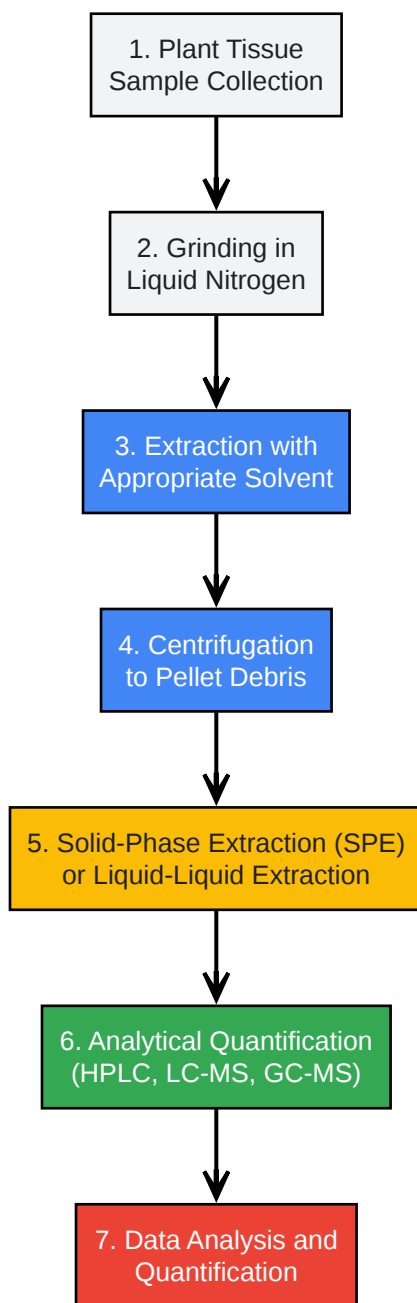 1. Plant Tissue
Sample Collection
2. Grinding in
Liquid Nitrogen
3. Extraction with
Appropriate Solvent
4. Centrifugation
to Pellet Debris
5. Solid-Phase Extraction (SPE)
or Liquid-Liquid Extraction
6. Analytical Quantification
(HPLC, LC-MS, GC-MS)
7. Data Analysis and
Quantification